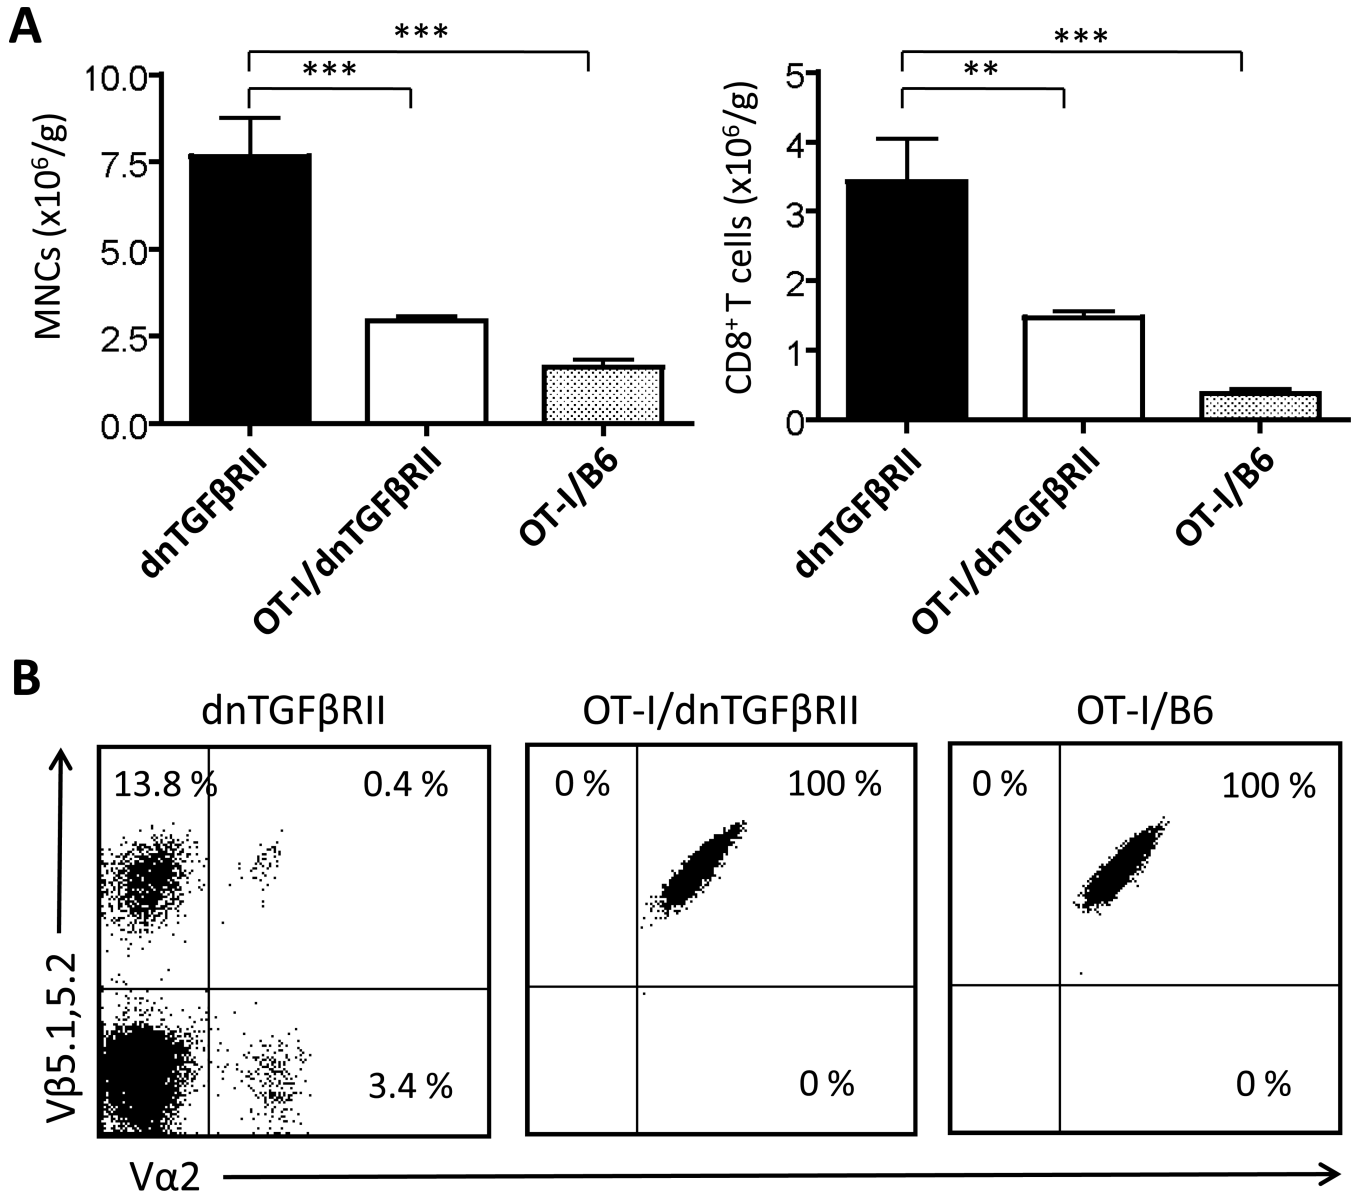 A
***
***
10.0
7.5
5.0
2.5
0.0
MNCs (x10⁶/g)
dnTGFβRII
OT-I/dnTGFβRII
OT-I/B6
***
**
5
4
3
2
1
0
CD8⁺ T cells (x10⁶/g)
dnTGFβRII
OT-I/dnTGFβRII
OT-I/B6
B
dnTGFβRII
OT-I/dnTGFβRII
OT-I/B6
13.8 %
0.4 %
3.4 %
0 %
100 %
0 %
0 %
100 %
0 %
Vβ5.1,5.2
Vα2